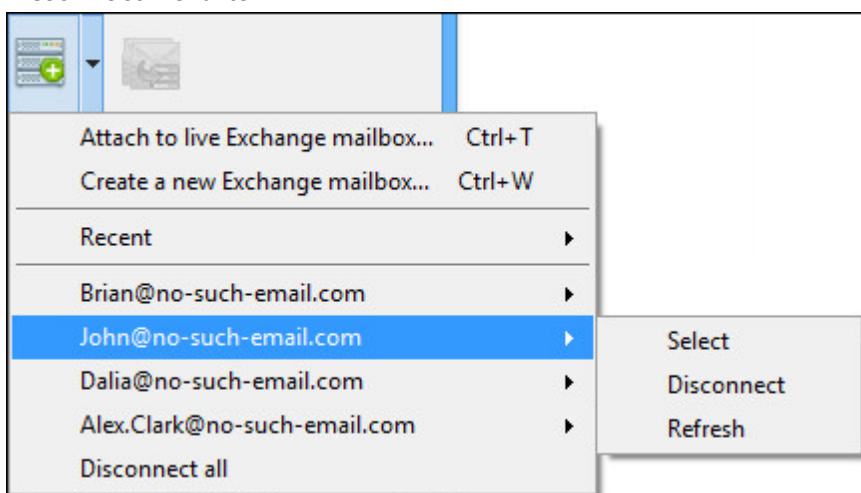 Attach to live Exchange mailbox... Ctrl+T
Create a new Exchange mailbox... Ctrl+W
Recent
Brian@no-such-email.com
John@no-such-email.com
Select
Dalia@no-such-email.com
Disconnect
Alex.Clark@no-such-email.com
Refresh
Disconnect all